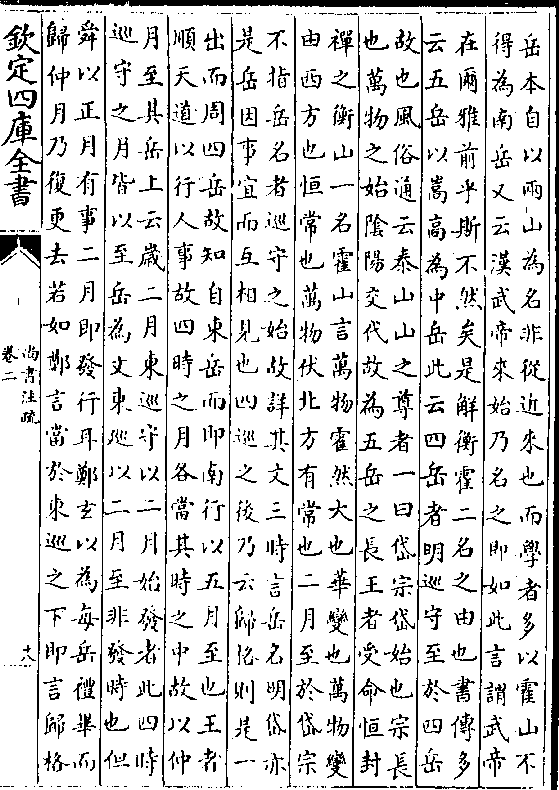 岳本自以兩山為名非從近來也而學者多以霍山不
得為南岳又云漢武帝來始乃名之即如此言謂武帝
在爾雅前乎斯不然矣是解衡霍二名之由也書傳多
云五岳以嵩高為中岳此云四岳者明巡守至於四岳
故也風俗通云泰山山之尊者一曰岱宗岱始也宗長
也萬物之始陰陽交代故為五岳之長王者受命恒封
禪之衡山一名霍山言萬物霍然大也華變也萬物變
由西方也恒常也萬物伏北方有常也二月至於岱宗
不指岳名者巡守之始故詳其文三時言岳名明岱亦
是岳因事宜而互相見也四巡之後乃云歸格則是一
出而周四岳故知自東岳而即南行以五月至也王者
順天道以行人事故四時之月各當其時之中故以仲
月至其岳上云歲二月東巡守以二月始發者此四時
巡守之月皆以至岳為文東巡以二月至非發時也但
舜以正月有事二月即發行耳鄭玄以為每岳禮畢而
歸仲月乃復更去若如鄭言當於東巡之下即言歸格
欽定四庫全書
尚書注疏
卷二
十八